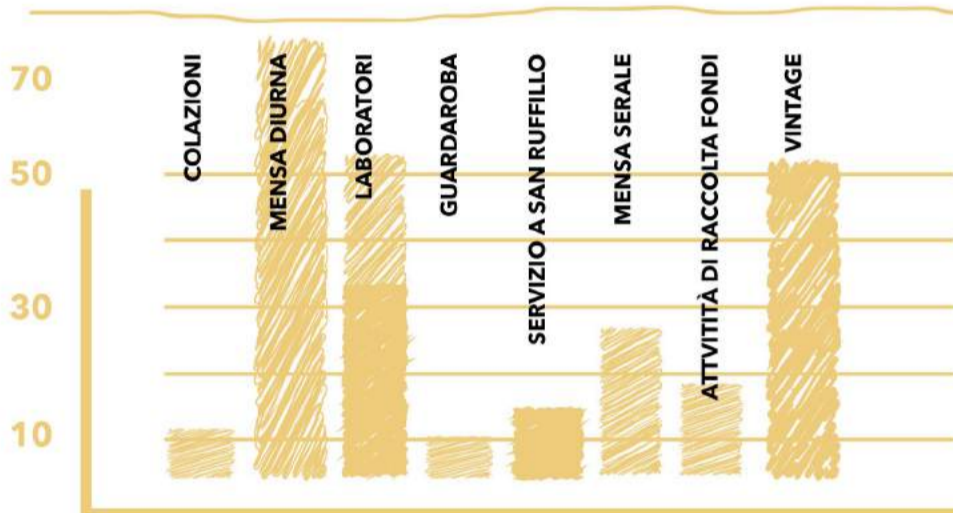 70
50
30
10
COLAZIONI
MENSA DIURNA
LABORATORI
GUARDAROBA
SERVIZIO A SAN RUFFILLO
MENSA SERALE
ATTVITITÀ DI RACCOLTA FONDI
VINTAGE